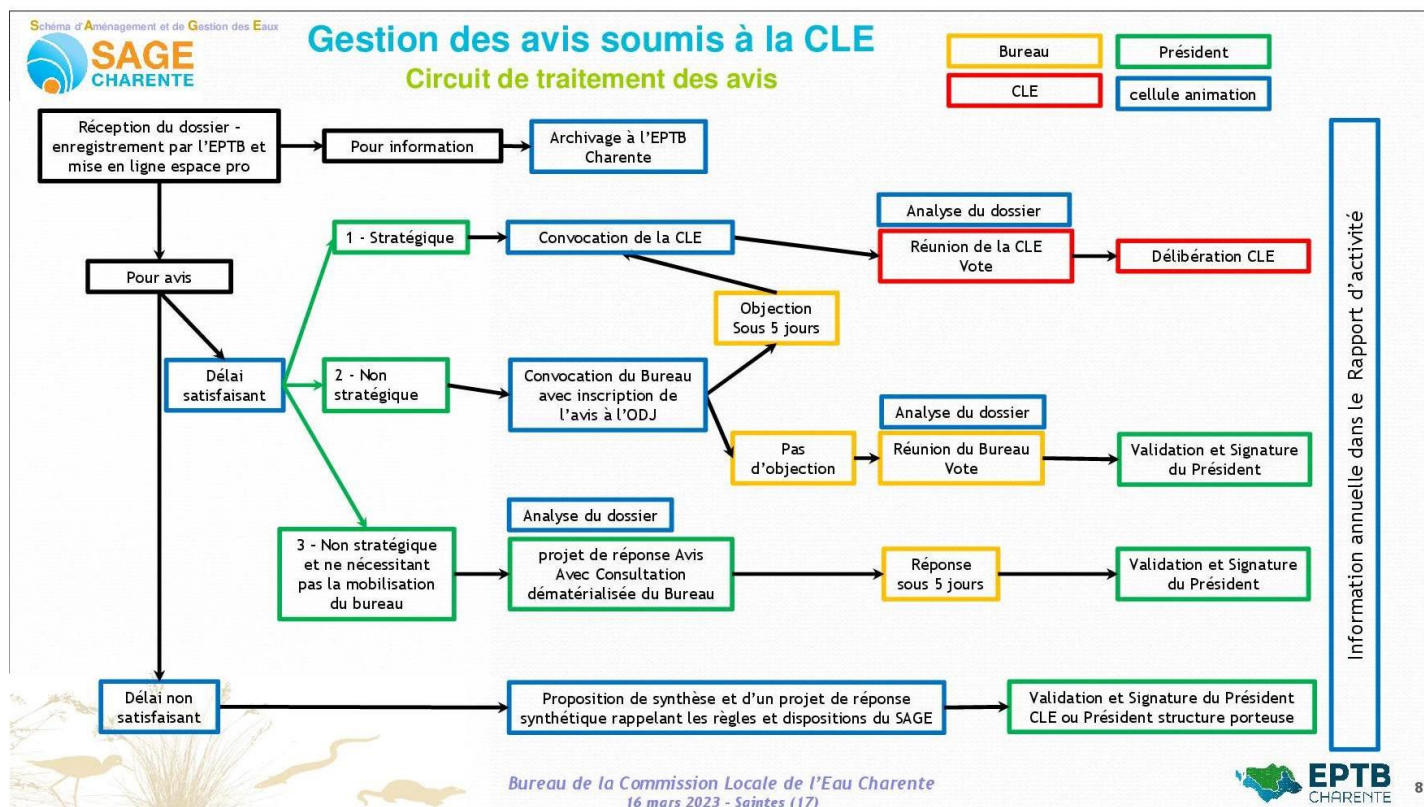 Schéma d'Aménagement et de Gestion des Eaux
SAGE
CHARENTE
Gestion des avis soumis à la CLE
Circuit de traitement des avis
Bureau
Président
CLE
cellule animation
Réception du dossier -
enregistrement par l'EPTB et
mise en ligne espace pro
Pour information
Archivage à l'EPTB
Charente
Analyse du dossier
1 - Stratégique
Convocation de la CLE
Réunion de la CLE
Vote
Délibération CLE
Pour avis
Objection
Sous 5 jours
Délai
satisfaisant
2 - Non
stratégique
Convocation du Bureau
avec inscription de
l'avis à l'ODJ
Analyse du dossier
Pas
d'objection
Réunion du Bureau
Vote
Validation et Signature
du Président
Analyse du dossier
3 - Non stratégique
et ne nécessitant
pas la mobilisation
du bureau
projet de réponse Avis
Avec Consultation
dématérialisée du Bureau
Réponse
sous 5 jours
Validation et Signature
du Président
Délai non
satisfaisant
Proposition de synthèse et d'un projet de réponse
synthétique rappelant les règles et dispositions du SAGE
Validation et Signature du Président
CLE ou Président structure porteuse
Information annuelle dans le Rapport d'activité
Bureau de la Commission Locale de l'Eau Charente
16 mars 2023 - Saintes (17)
EPTB
CHARENTE
8